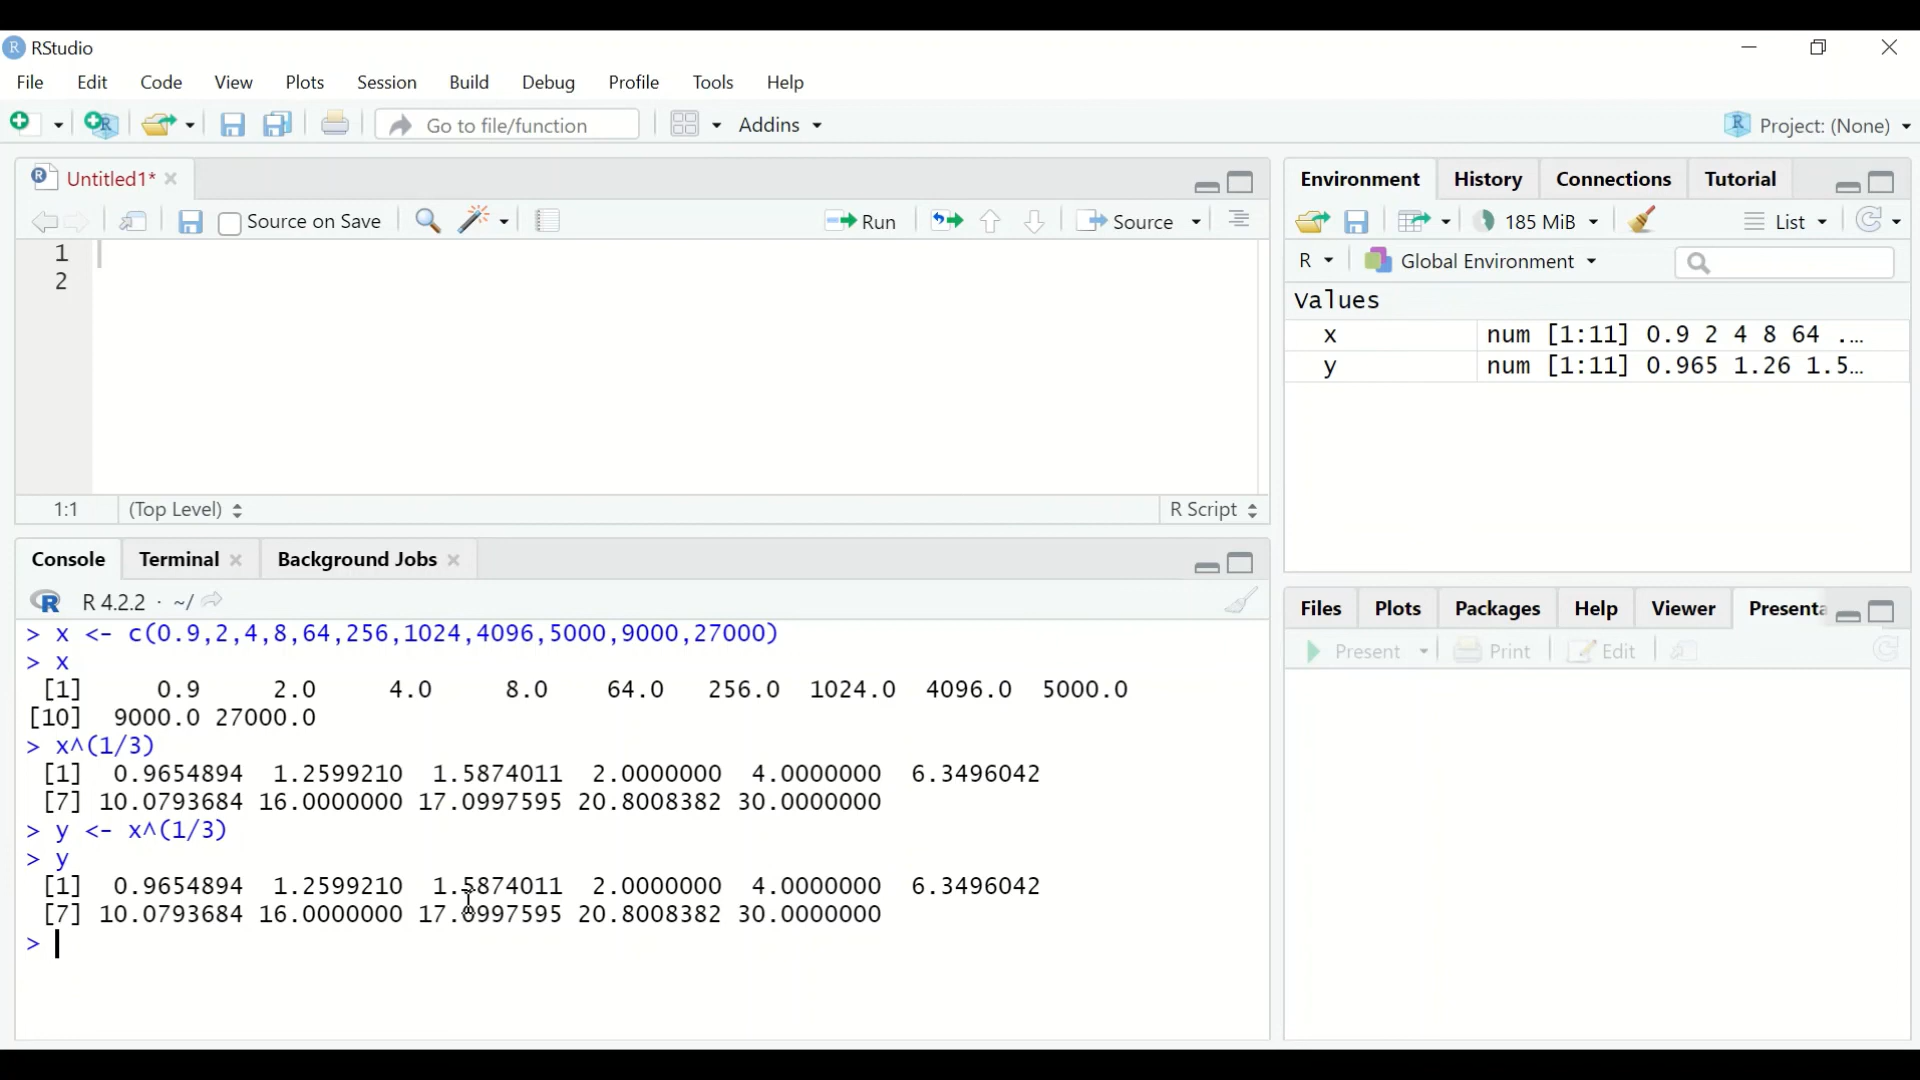 RStudio
File Edit Code View Plots Session Build Debug Profile Tools Help
Go to file/function Addins Project: (None)
Untitled1*
Source on Save Run Source
1
2
1:1 (Top Level) R Script
Console Terminal Background Jobs
R 4.2.2 · ~/
> x <- c(0.9,2,4,8,64,256,1024,4096,5000,9000,27000)
> x
[1] 0.9 2.0 4.0 8.0 64.0 256.0 1024.0 4096.0 5000.0
[10] 9000.0 27000.0
> x^(1/3)
[1] 0.9654894 1.2599210 1.5874011 2.0000000 4.0000000 6.3496042
[7] 10.0793684 16.0000000 17.0997595 20.8008382 30.0000000
> y <- x^(1/3)
> y
[1] 0.9654894 1.2599210 1.5874011 2.0000000 4.0000000 6.3496042
[7] 10.0793684 16.0000000 17.0997595 20.8008382 30.0000000
>
Environment History Connections Tutorial
185 MiB List
R Global Environment
Values
x num [1:11] 0.9 2 4 8 64 ...
y num [1:11] 0.965 1.26 1.5...
Files Plots Packages Help Viewer Presenta
Present Print Edit